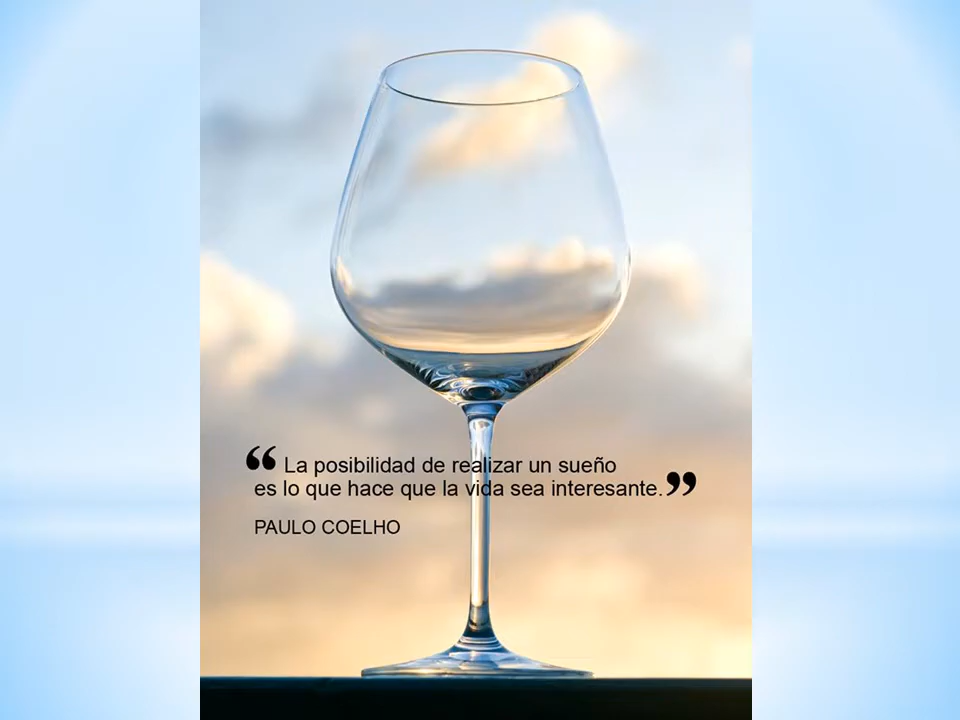 “ La posibilidad de realizar un sueño
es lo que hace que la vida sea interesante.”
PAULO COELHO